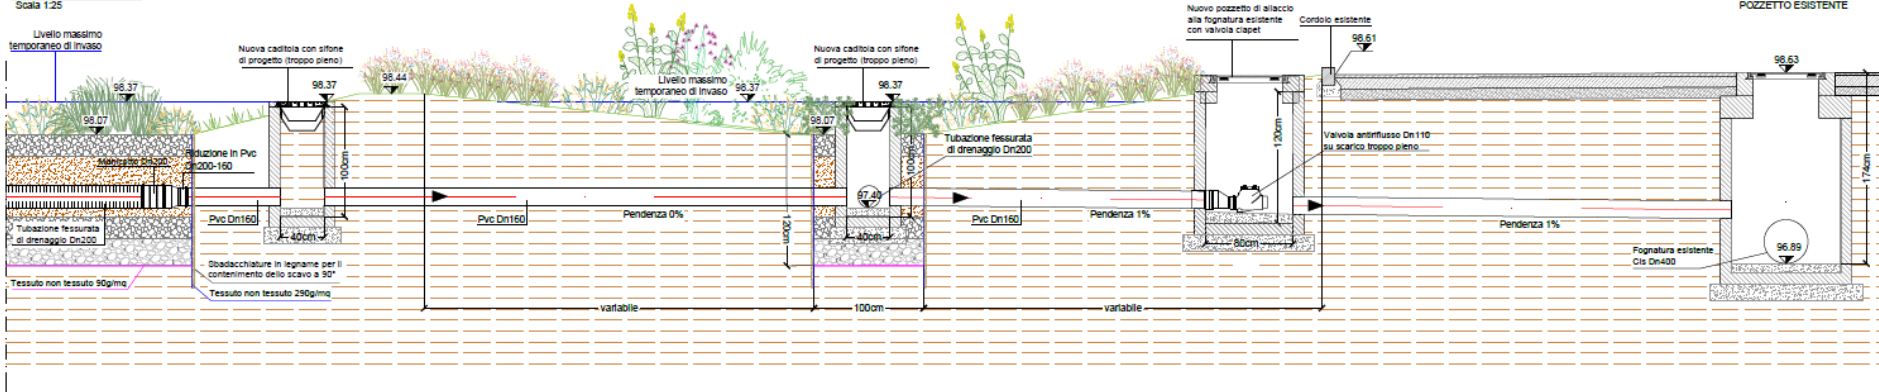 Scala 1:25
Livello massimo
temporaneo di invaso
98.37
98.07
Nuova caditoia con sifone
di progetto (troppo pieno)
98.37
98.44
Manicotto Dn200
Riduzione in Pvc
Dn200-160
100cm
Pvc Dn160
40cm
Tubazione fessurata
di drenaggio Dn200
Sbadacchiature in legname per il
contenimento dello scavo a 90°
Tessuto non tessuto 90g/mq
Tessuto non tessuto 290g/mq
Pvc Dn160
Pendenza 0%
variabile
Livello massimo
temporaneo di invaso
98.37
98.07
Nuova caditoia con sifone
di progetto (troppo pieno)
98.37
120cm
100cm
97.40
40cm
100cm
Tubazione fessurata
di drenaggio Dn200
Pvc Dn160
Pendenza 1%
variabile
Nuovo pozzetto di allaccio
alla fognatura esistente
con valvola clapet
Cordolo esistente
98.61
120cm
80cm
Valvola antiriflusso Dn110
su scarico troppo pieno
Pendenza 1%
POZZETTO ESISTENTE
98.63
174cm
Fognatura esistente
Cls Dn400
96.89